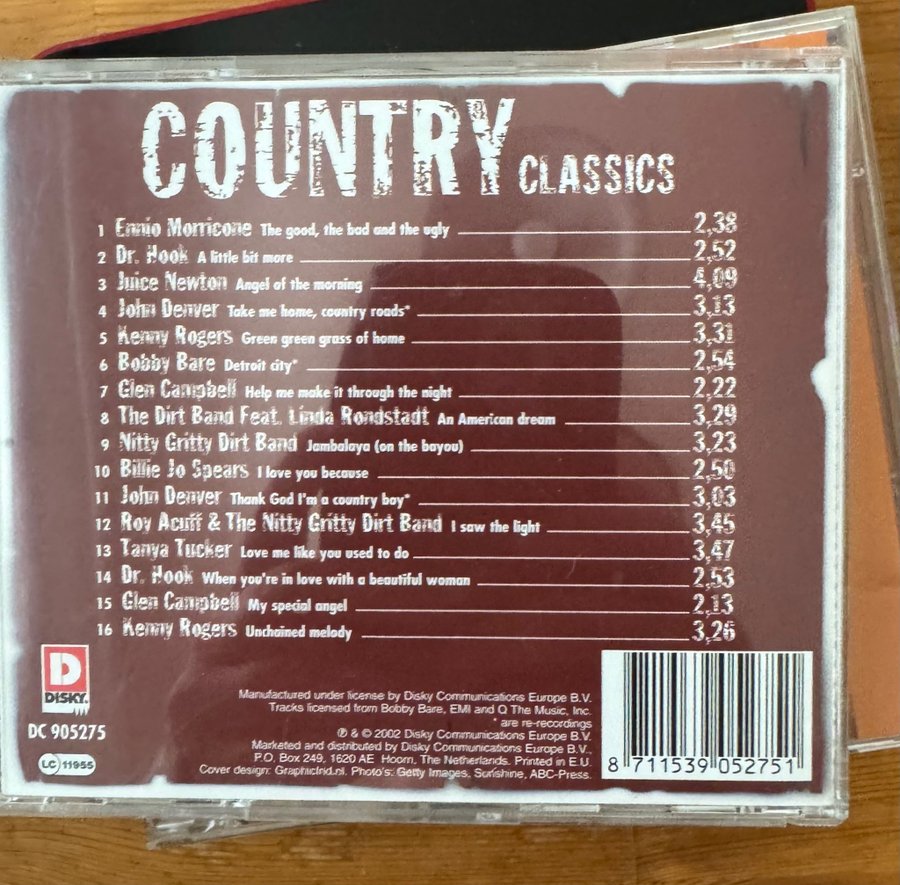 COUNTRY CLASSICS
1 Ennio Morricone The good, the bad and the ugly 2,38
2 Dr. Hook A little bit more 2,52
3 Juice Newton Angel of the morning 4,09
4 John Denver Take me home, country roads* 3,13
5 Kenny Rogers Green green grass of home 3,31
6 Bobby Bare Detroit city* 2,54
7 Glen Campbell Help me make it through the night 2,22
8 The Dirt Band Feat. Linda Rondstadt An American dream 3,29
9 Nitty Gritty Dirt Band Jambalaya (on the bayou) 3,23
10 Billie Jo Spears I love you because 2,50
11 John Denver Thank God I'm a country boy* 3,03
12 Roy Acuff & The Nitty Gritty Dirt Band I saw the light 3,45
13 Tanya Tucker Love me like you used to do 3,47
14 Dr. Hook When you're in love with a beautiful woman 2,53
15 Glen Campbell My special angel 2,13
16 Kenny Rogers Unchained melody 3,26
D
DISKY
DC 905275
LC 11955
Manufactured under license by Disky Communications Europe B.V.
Tracks licensed from Bobby Bare, EMI and Q The Music, Inc.
* are re-recordings
℗ & © 2002 Disky Communications Europe B.V.
Marketed and distributed by Disky Communications Europe B.V.,
P.O. Box 249, 1620 AE Hoorn, The Netherlands. Printed in E.U.
Cover design: Graphicfrid.nl. Photo's: Getty Images, Sunshine, ABC-Press.
8 711539 052751